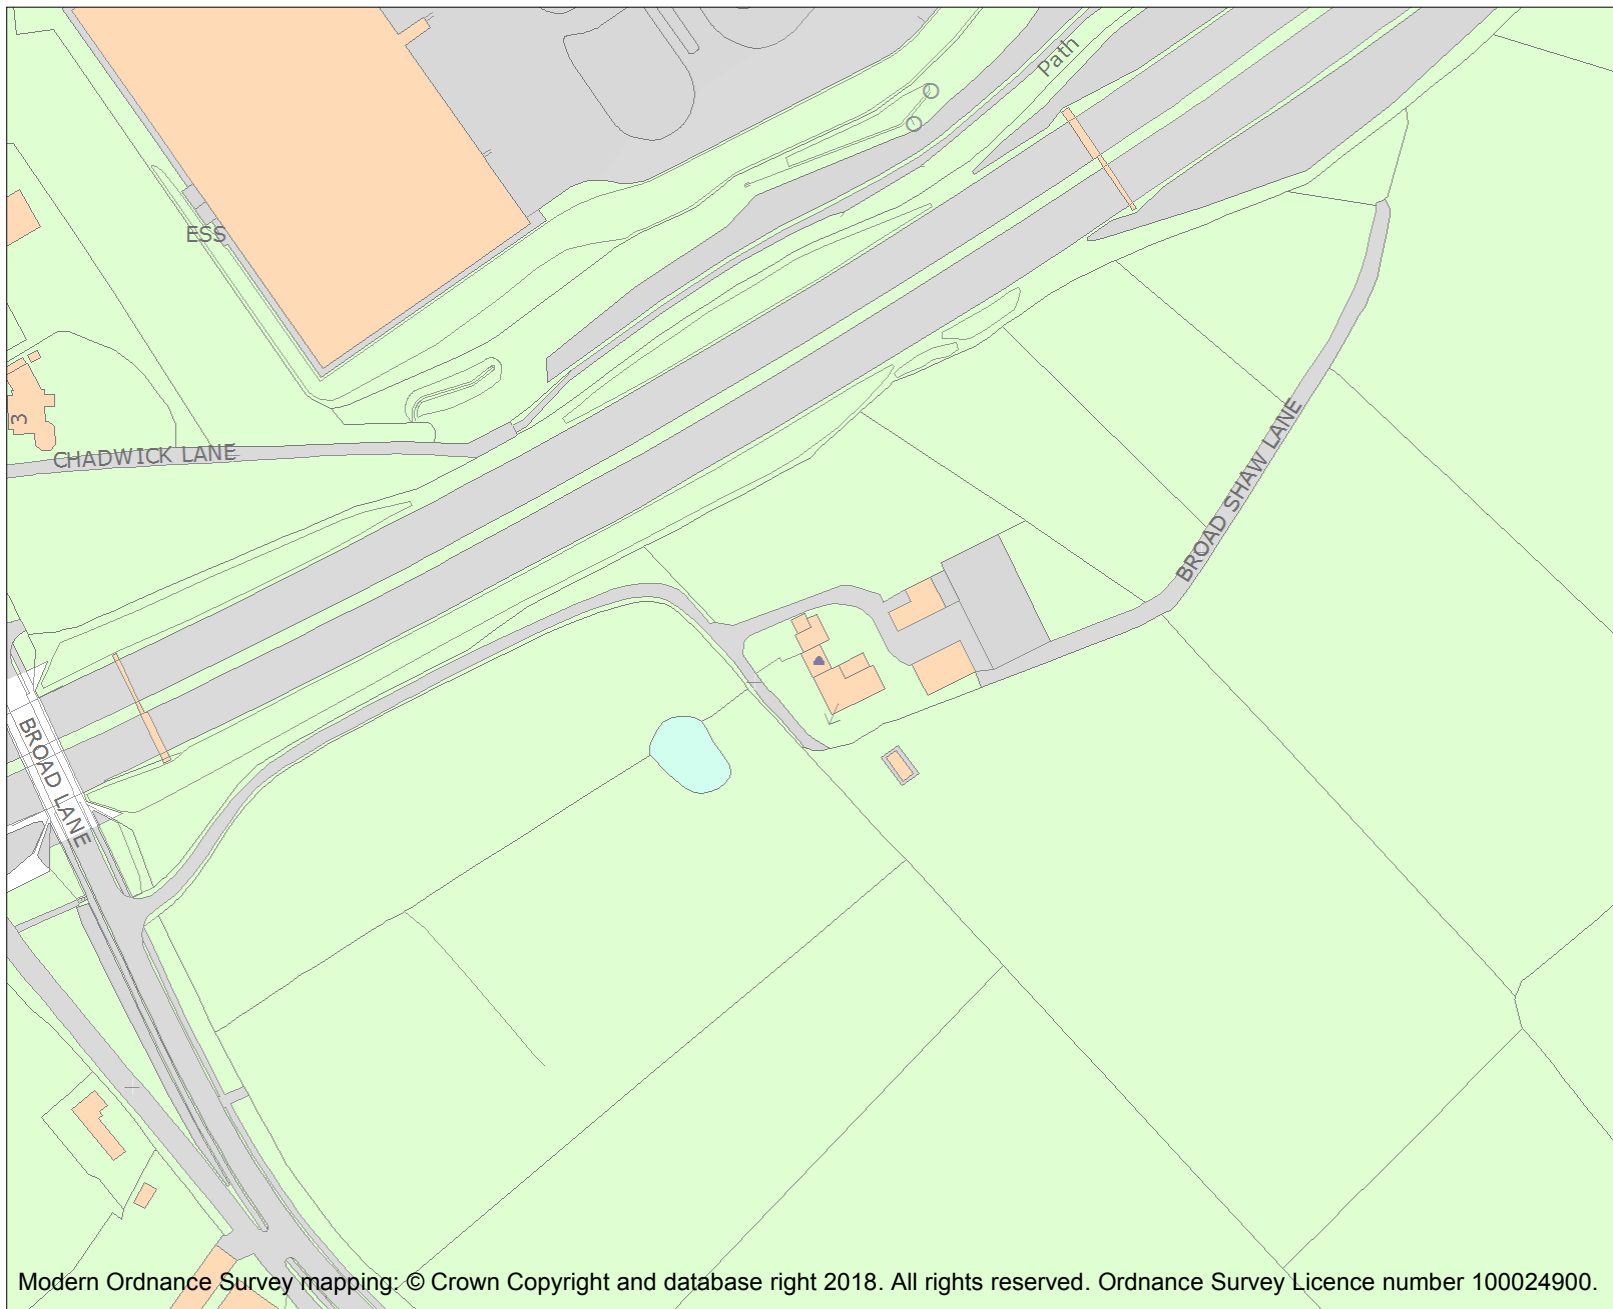 Path
ESS
3
CHADWICK LANE
BROAD SHAW LANE
BROAD LANE
Modern Ordnance Survey mapping: © Crown Copyright and database right 2018. All rights reserved. Ordnance Survey Licence number 100024900.